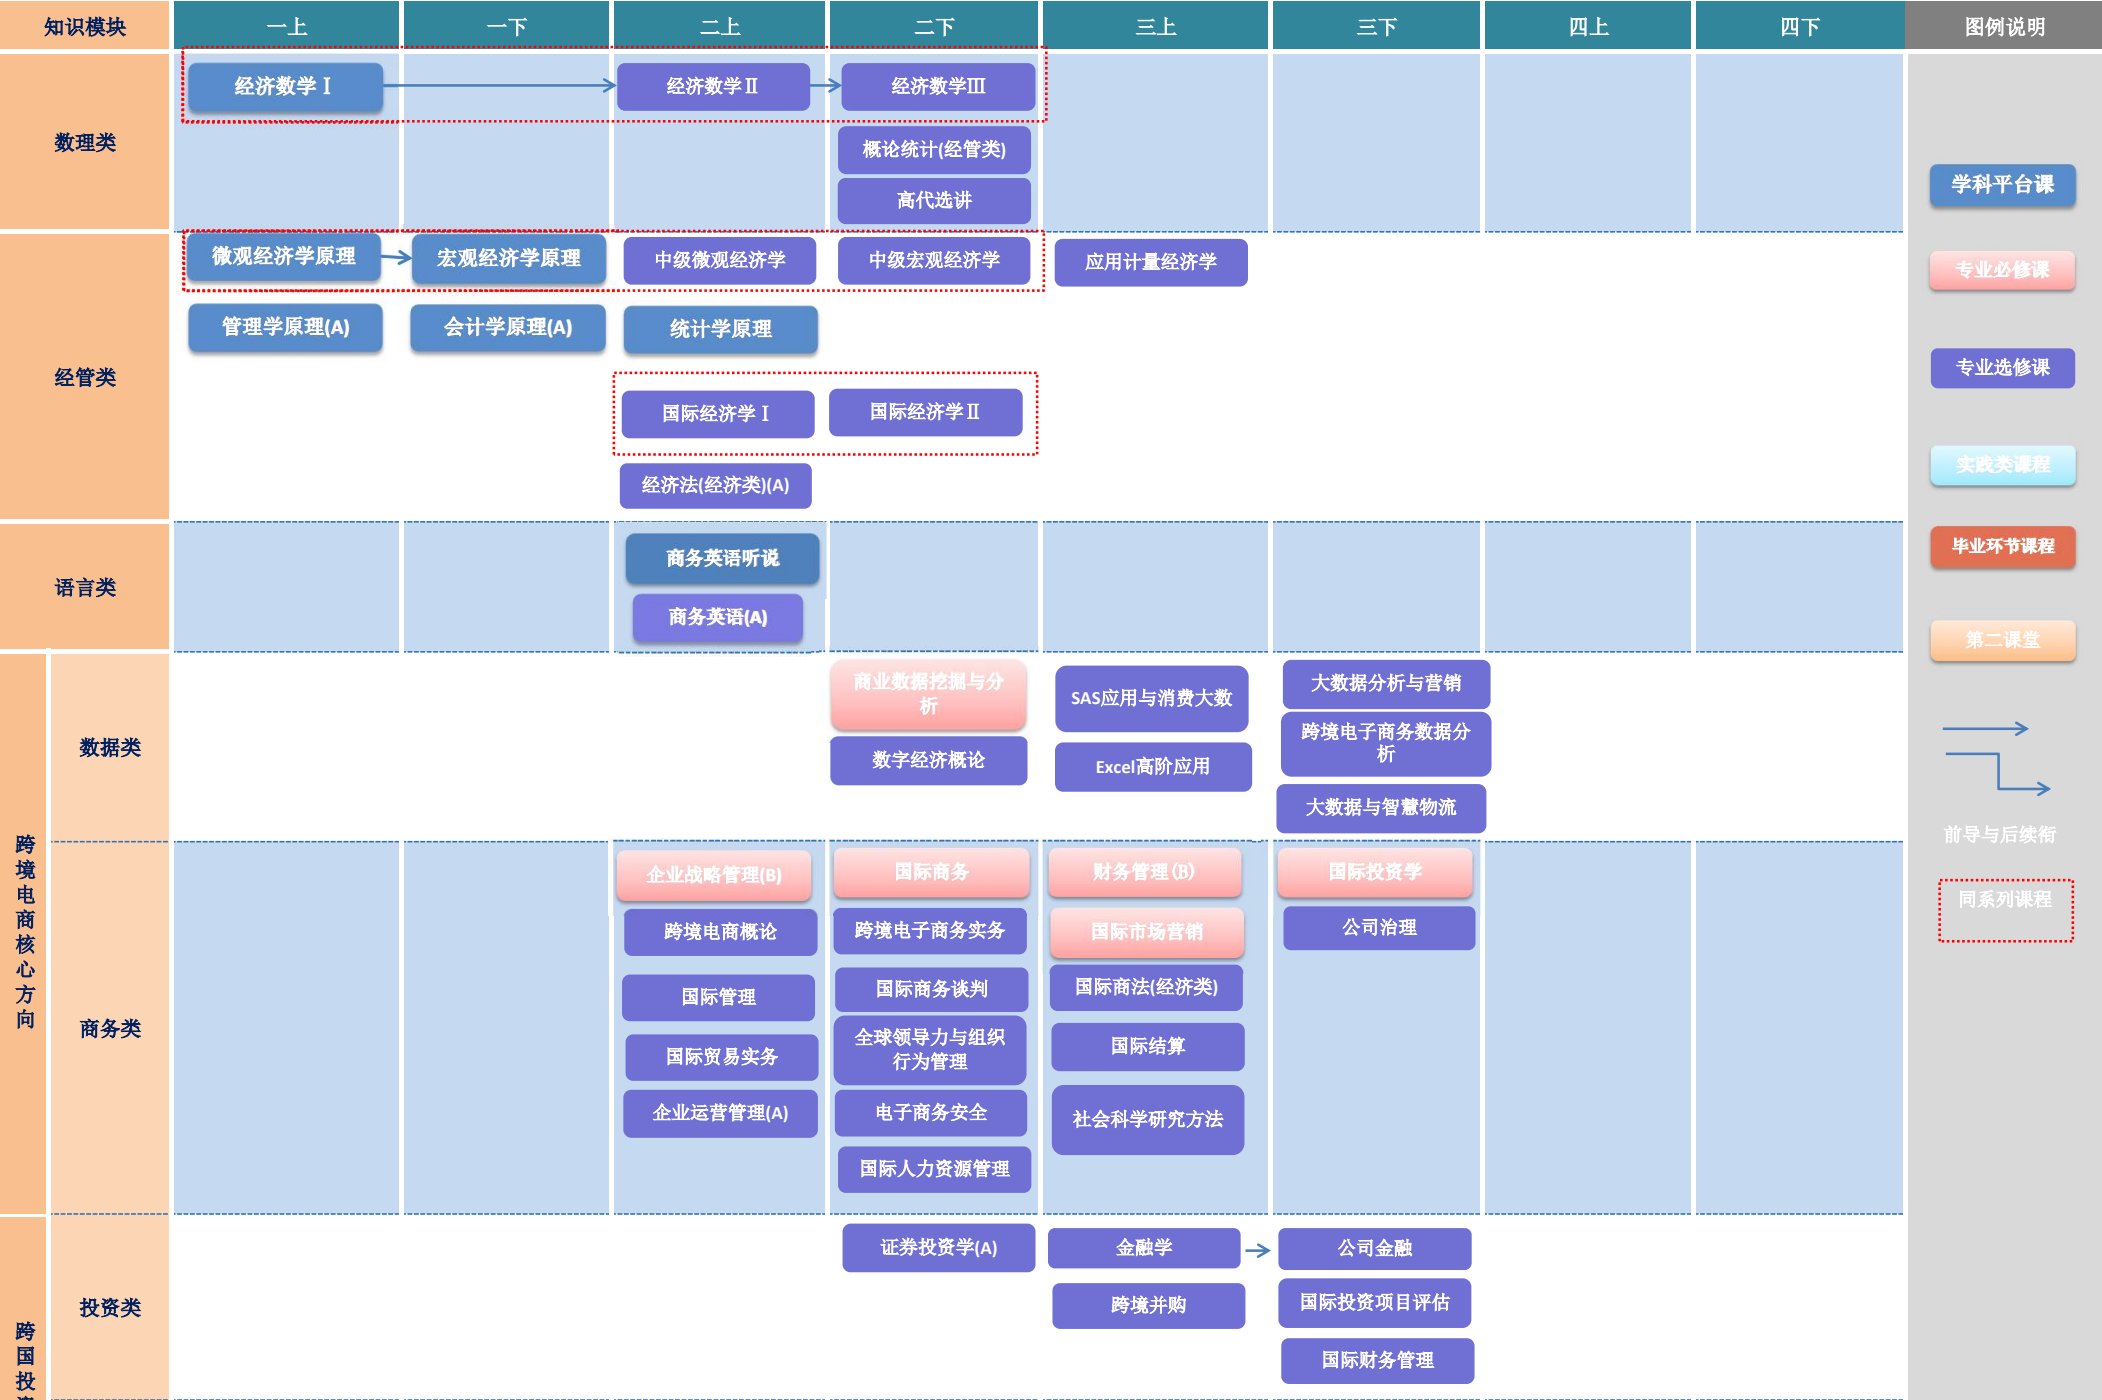 知识模块
一上
一下
二上
二下
三上
三下
四上
四下
图例说明
数理类
经济数学Ⅰ
经济数学Ⅱ
经济数学Ⅲ
概论统计(经管类)
高代选讲
经管类
微观经济学原理
宏观经济学原理
中级微观经济学
中级宏观经济学
应用计量经济学
管理学原理(A)
会计学原理(A)
统计学原理
国际经济学Ⅰ
国际经济学Ⅱ
经济法(经济类)(A)
语言类
商务英语听说
商务英语(A)
跨境电商核心方向
数据类
商业数据挖掘与分
析
数字经济概论
SAS应用与消费大数
Excel高阶应用
大数据分析与营销
跨境电子商务数据分
析
大数据与智慧物流
商务类
企业战略管理(B)
跨境电商概论
国际管理
国际贸易实务
企业运营管理(A)
国际商务
跨境电子商务实务
国际商务谈判
全球领导力与组织
行为管理
电子商务安全
国际人力资源管理
财务管理(B)
国际市场营销
国际商法(经济类)
国际结算
社会科学研究方法
国际投资学
公司治理
跨国投
投资类
证券投资学(A)
金融学
跨境并购
公司金融
国际投资项目评估
国际财务管理
学科平台课
专业必修课
专业选修课
实践类课程
毕业环节课程
第二课堂
前导与后续衔
同系列课程